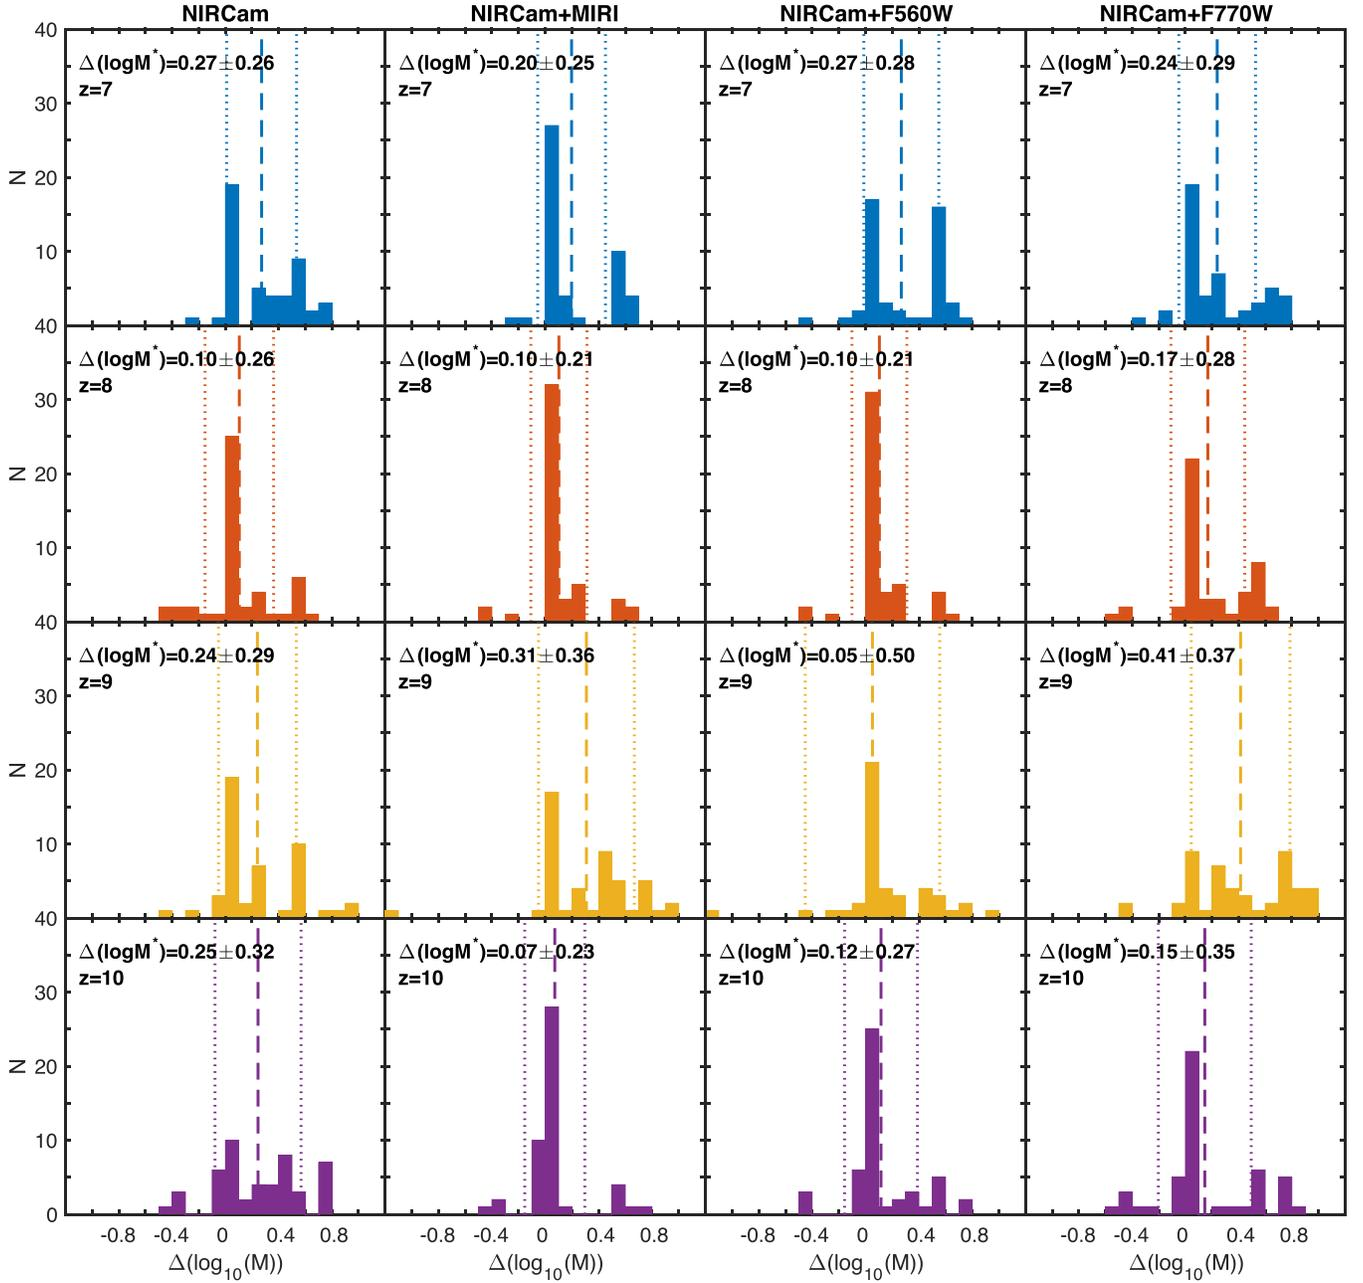 NIRCam NIRCam+MIRI NIRCam+F560W NIRCam+F770W
40
Δ(logM*)=0.27±0.26 Δ(logM*)=0.20±0.25 Δ(logM*)=0.27±0.28 Δ(logM*)=0.24±0.29
z=7 z=7 z=7 z=7
30
N
20
10
40
Δ(logM*)=0.10±0.26 Δ(logM*)=0.10±0.21 Δ(logM*)=0.10±0.21 Δ(logM*)=0.17±0.28
z=8 z=8 z=8 z=8
30
N
20
10
40
Δ(logM*)=0.24±0.29 Δ(logM*)=0.31±0.36 Δ(logM*)=0.05±0.50 Δ(logM*)=0.41±0.37
z=9 z=9 z=9 z=9
30
N
20
10
40
Δ(logM*)=0.25±0.32 Δ(logM*)=0.07±0.23 Δ(logM*)=0.12±0.27 Δ(logM*)=0.15±0.35
z=10 z=10 z=10 z=10
30
N
20
10
0
-0.8 -0.4 0 0.4 0.8 -0.8 -0.4 0 0.4 0.8 -0.8 -0.4 0 0.4 0.8 -0.8 -0.4 0 0.4 0.8
Δ(log₁₀(M)) Δ(log₁₀(M)) Δ(log₁₀(M)) Δ(log₁₀(M))